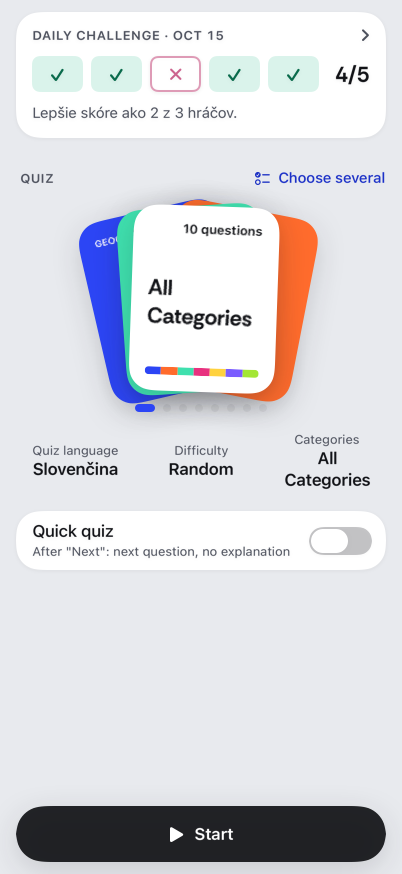 DAILY CHALLENGE · OCT 15
4/5
Lepšie skóre ako 2 z 3 hráčov.
QUIZ
Choose several
10 questions
All
Categories
Quiz language
Slovenčina
Difficulty
Random
Categories
All
Categories
Quick quiz
After "Next": next question, no explanation
Start